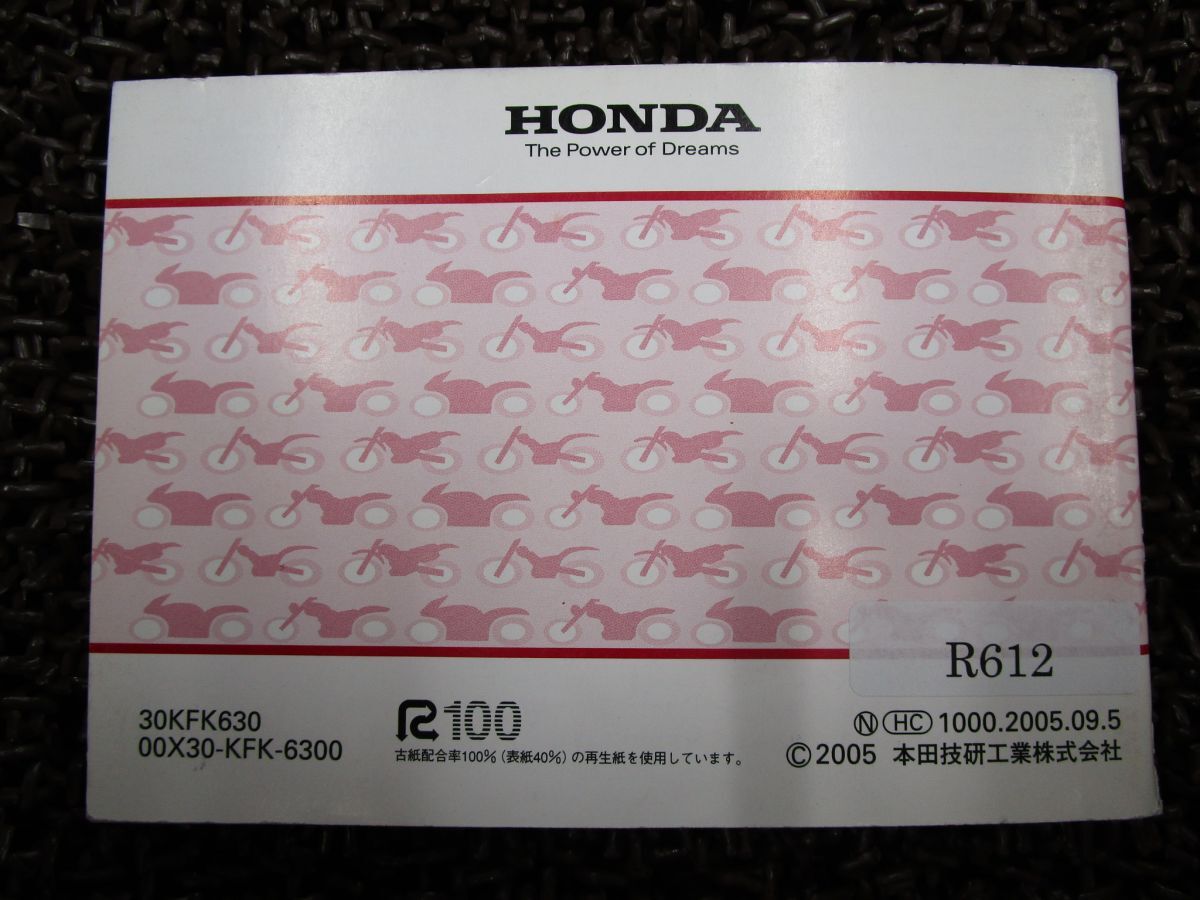 HONDA
The Power of Dreams
R612
30KFK630
00X30-KFK-6300
R100
古紙配合率100%（表紙40%）の再生紙を使用しています。
Ⓝ HC 1000.2005.09.5
©2005 本田技研工業株式会社